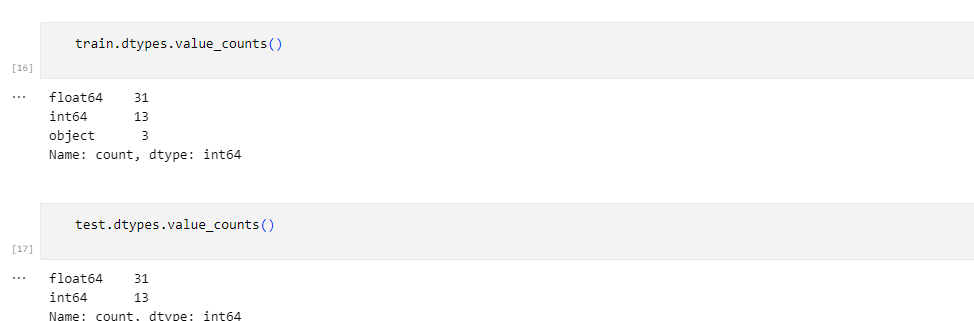 train.dtypes.value_counts()
[16]
... float64 31
int64 13
object 3
Name: count, dtype: int64
test.dtypes.value_counts()
[17]
... float64 31
int64 13
Name: count, dtype: int64